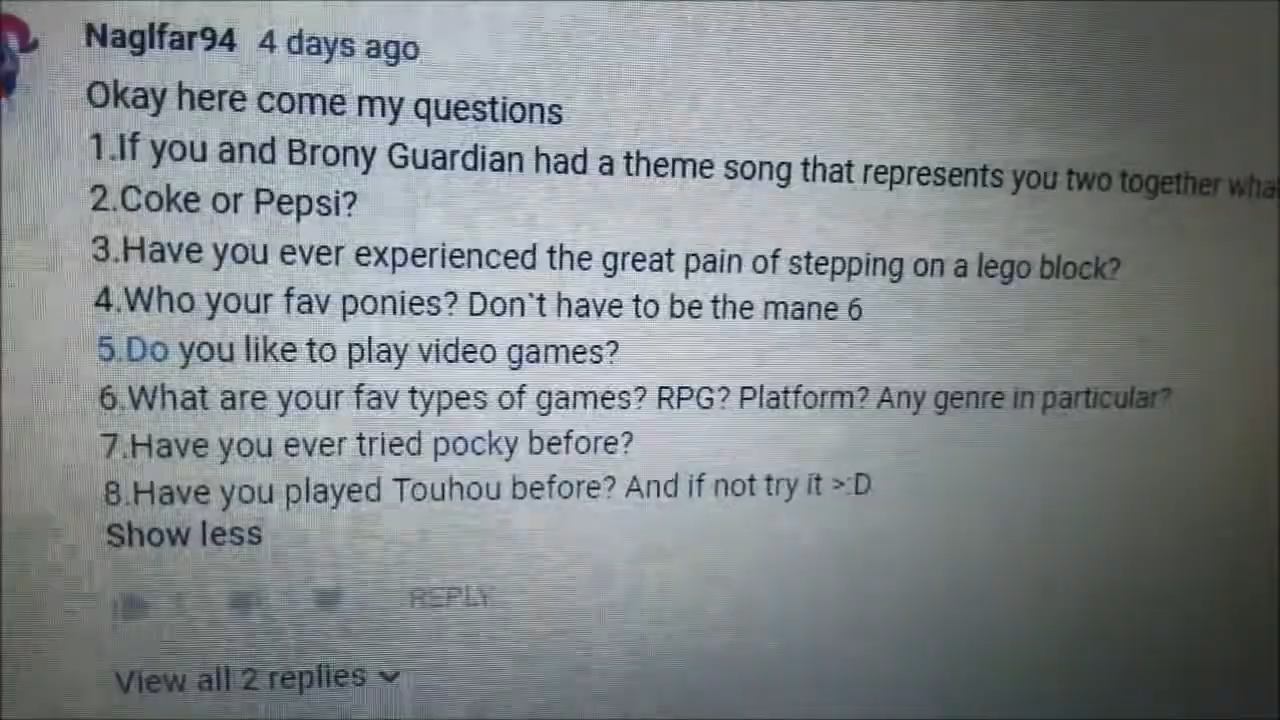 Naglfar94 4 days ago
Okay here come my questions
1.If you and Brony Guardian had a theme song that represents you two together wha
2.Coke or Pepsi?
3.Have you ever experienced the great pain of stepping on a lego block?
4.Who your fav ponies? Don`t have to be the mane 6
5.Do you like to play video games?
6.What are your fav types of games? RPG? Platform? Any genre in particular?
7.Have you ever tried pocky before?
8.Have you played Touhou before? And if not try it >:D
Show less
REPLY
View all 2 replies